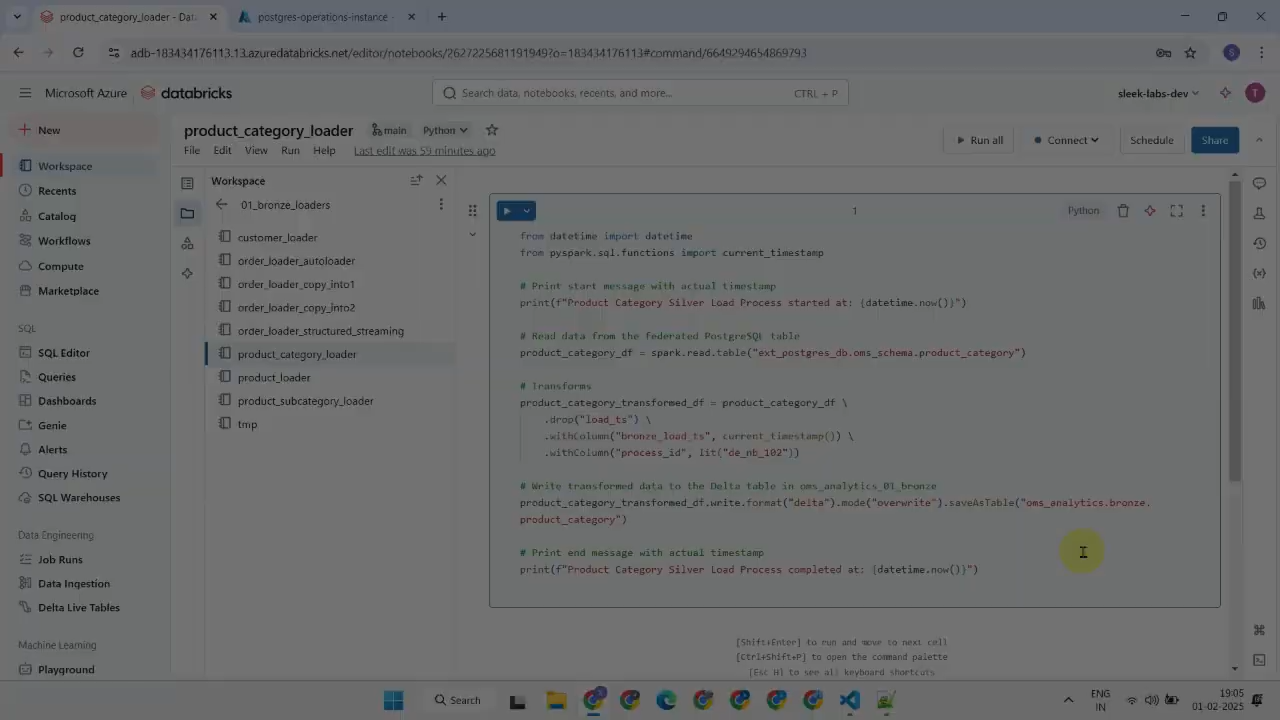 product_category_loader - Data
postgres-operations-instance -
adb-183434176113.13.azuredatabricks.net/editor/notebooks/2627225681191949?o=183434176113#command/6649294654869793
Microsoft Azure databricks
Search data, notebooks, recents, and more... CTRL + P
sleek-labs-dev
T
New
Workspace
Recents
Catalog
Workflows
Compute
Marketplace
SQL
SQL Editor
Queries
Dashboards
Genie
Alerts
Query History
SQL Warehouses
Data Engineering
Job Runs
Data Ingestion
Delta Live Tables
Machine Learning
Playground
product_category_loader main Python
File Edit View Run Help Last edit was 59 minutes ago
Run all Connect Schedule Share
Workspace
01_bronze_loaders
customer_loader
order_loader_autoloader
order_loader_copy_into1
order_loader_copy_into2
order_loader_structured_streaming
product_category_loader
product_loader
product_subcategory_loader
tmp
1
Python
from datetime import datetime
from pyspark.sql.functions import current_timestamp
# Print start message with actual timestamp
print(f"Product Category Silver Load Process started at: {datetime.now()}")
# Read data from the federated PostgreSQL table
product_category_df = spark.read.table("ext_postgres_db.oms_schema.product_category")
# Transforms
product_category_transformed_df = product_category_df \
.drop("load_ts") \
.withColumn("bronze_load_ts", current_timestamp()) \
.withColumn("process_id", lit("de_nb_102"))
# Write transformed data to the Delta table in oms_analytics_01_bronze
product_category_transformed_df.write.format("delta").mode("overwrite").saveAsTable("oms_analytics.bronze.
product_category")
# Print end message with actual timestamp
print(f"Product Category Silver Load Process completed at: {datetime.now()}")
[Shift+Enter] to run and move to next cell
[Ctrl+Shift+P] to open the command palette
[Esc H] to see all keyboard shortcuts
Search
ENG
IN
19:05
01-02-2025